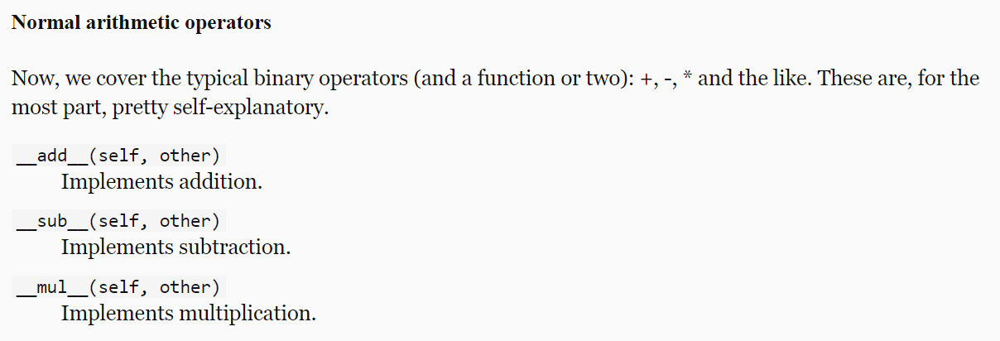 Normal arithmetic operators
Now, we cover the typical binary operators (and a function or two): +, -, * and the like. These are, for the
most part, pretty self-explanatory.
__add__(self, other)
Implements addition.
__sub__(self, other)
Implements subtraction.
__mul__(self, other)
Implements multiplication.